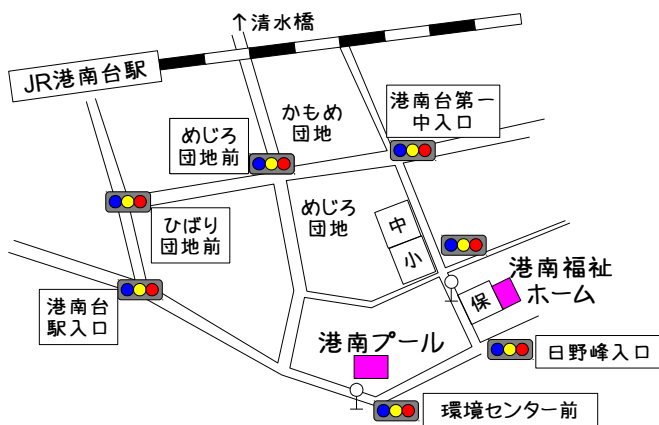 ↑清水橋
JR港南台駅
かもめ
団地
港南台第一
中入口
めじろ
団地前
めじろ
団地
ひばり
団地前
中
小
港南福祉
ホーム
保
港南台
駅入口
港南プール
日野峰入口
環境センター前